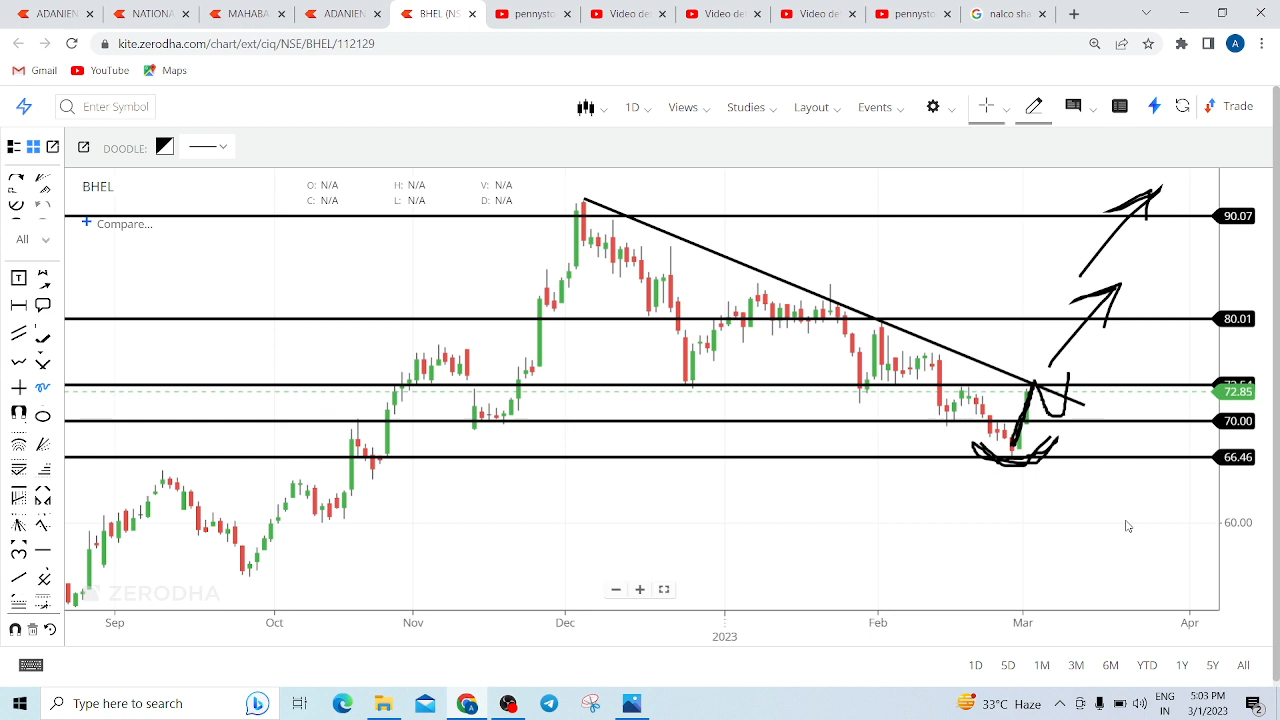 ADANIEN
NATIONA
MAHABA
ADANIEN
BHEL (NS
pennysto
Video de
Video de
Video de
pennysto
nalco sha
kite.zerodha.com/chart/ext/ciq/NSE/BHEL/112129
A
Gmail
YouTube
Maps
Enter Symbol
1D
Views
Studies
Layout
Events
Trade
DOODLE:
BHEL
O: N/A
H: N/A
V: N/A
C: N/A
L: N/A
D: N/A
Compare...
All
90.07
80.01
72.85
70.00
66.46
60.00
ZERODHA
Sep
Oct
Nov
Dec
2023
Feb
Mar
Apr
1D
5D
1M
3M
6M
YTD
1Y
5Y
All
Type here to search
33°C Haze
ENG
IN
5:03 PM
3/1/2023
2